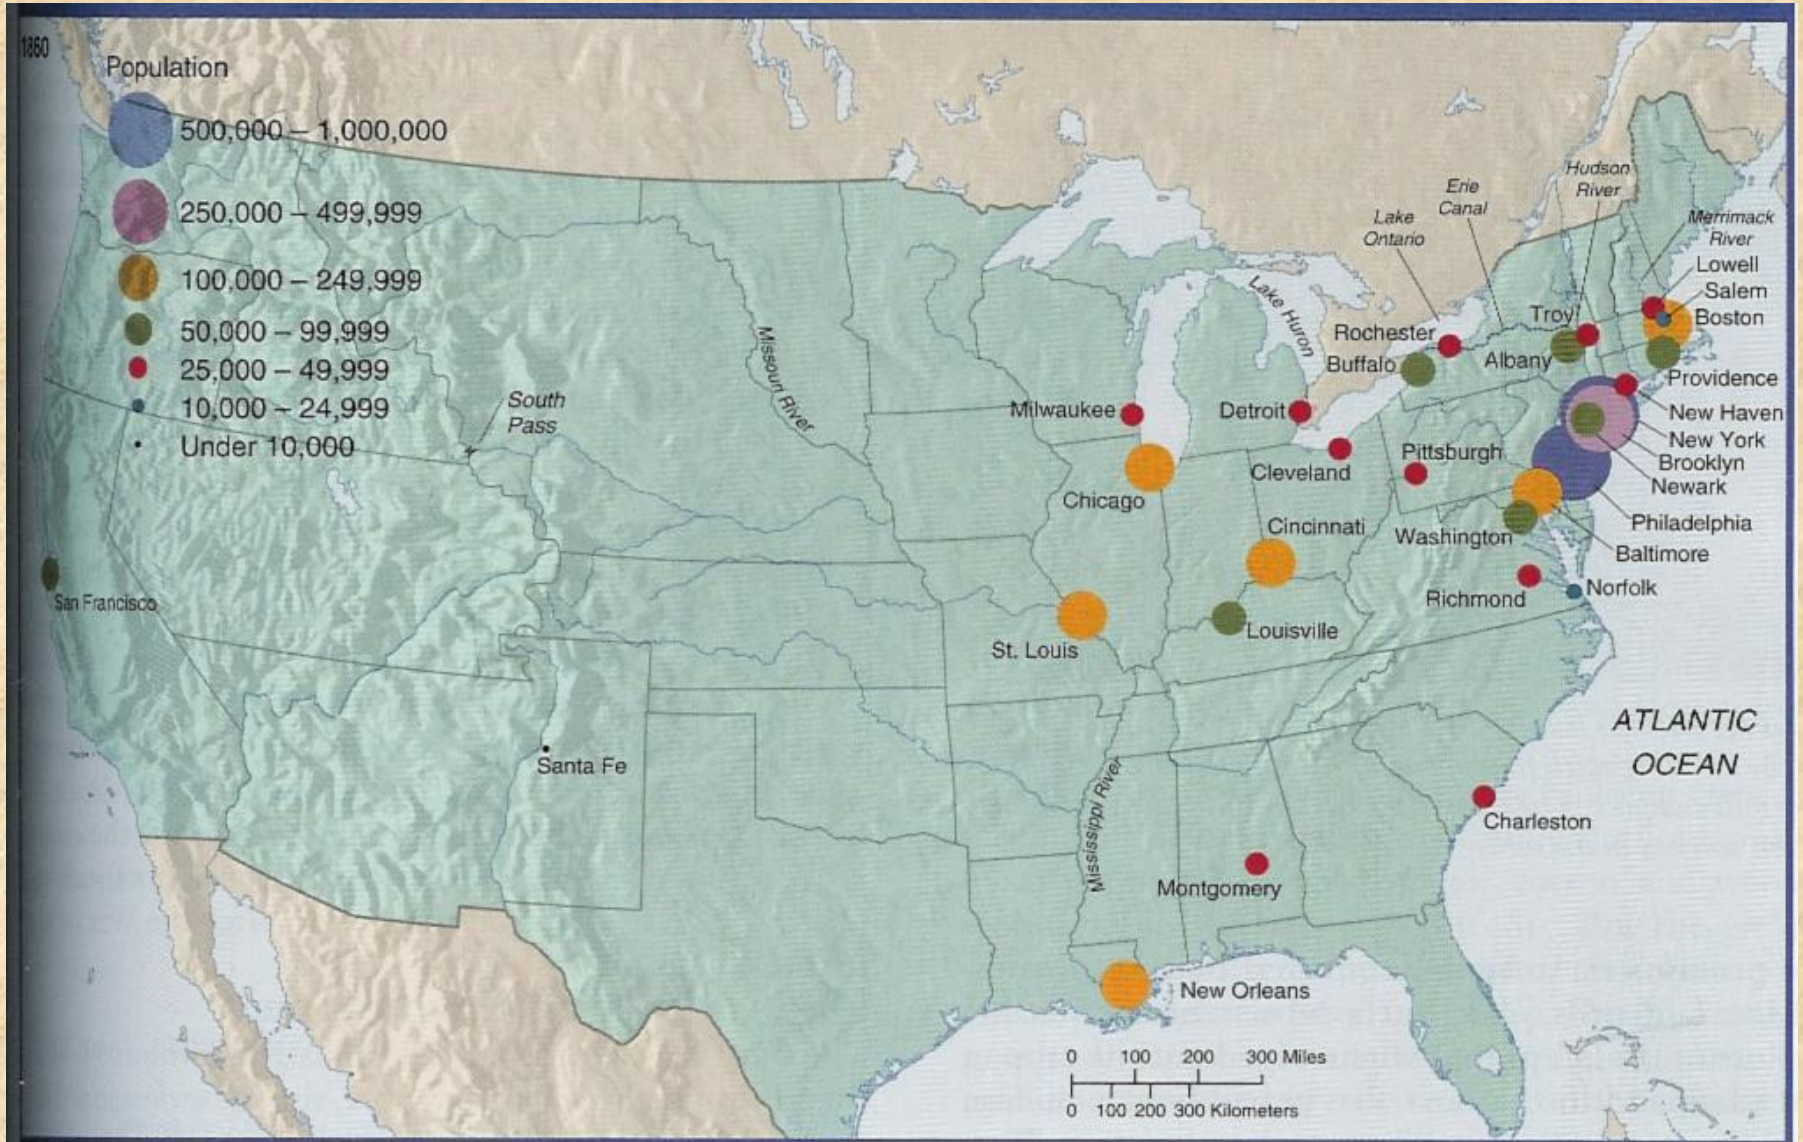 1860
Population
500,000 – 1,000,000
250,000 – 499,999
100,000 – 249,999
50,000 – 99,999
25,000 – 49,999
10,000 – 24,999
Under 10,000
South
Pass
Missouri River
Lake
Ontario
Erie
Canal
Hudson
River
Merrimack
River
Lake Huron
Lowell
Salem
Boston
Troy
Rochester
Buffalo
Albany
Providence
Milwaukee
Detroit
New Haven
New York
Brooklyn
Newark
Pittsburgh
Cleveland
Chicago
Philadelphia
Cincinnati
Washington
Baltimore
Norfolk
Richmond
San Francisco
Louisville
St. Louis
ATLANTIC
OCEAN
Santa Fe
Mississippi River
Charleston
Montgomery
New Orleans
0 100 200 300 Miles
0 100 200 300 Kilometers